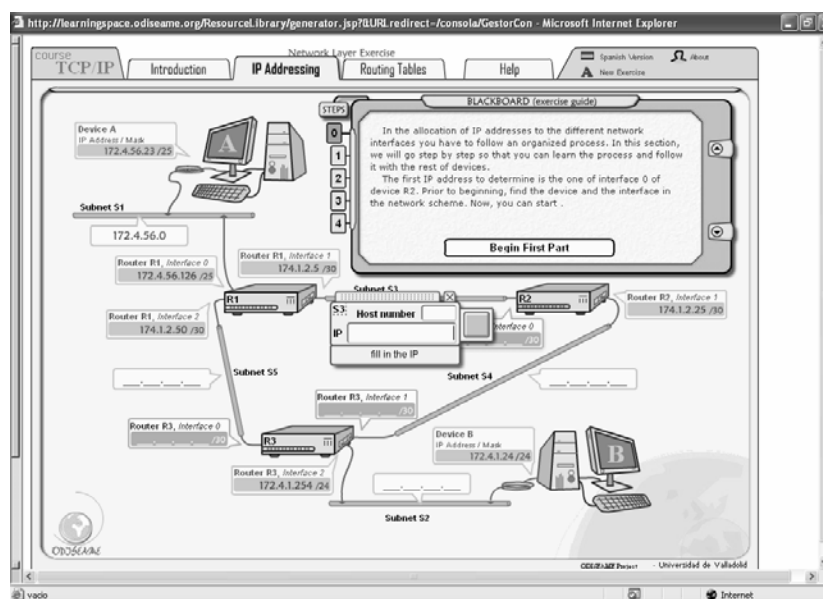 http://learningspace.odiseame.org/ResourceLibrary/generator.jsp?@URLredirect=/consola/GestorCon - Microsoft Internet Explorer
course
TCP/IP
Introduction
Network Layer Exercise
IP Addressing
Routing Tables
Help
Spanish Version
About
New Exercise
STEPS
0
1
2
3
4
BLACKBOARD (exercise guide)
In the allocation of IP addresses to the different network
interfaces you have to follow an organized process. In this section,
we will go step by step so that you can learn the process and follow
it with the rest of devices.
The first IP address to determine is the one of interface 0 of
device R2. Prior to beginning, find the device and the interface in
the network scheme. Now, you can start .
Begin First Part
Device A
IP Address / Mask
172.4.56.23 /25
A
Subnet S1
172.4.56.0
Router R1, Interface 0
172.4.56.126 /25
Router R1, Interface 1
174.1.2.5 /30
R1
Subnet S3
R2
Router R2, Interface 1
174.1.2.25 /30
Router R1, Interface 2
174.1.2.50 /30
S3
Host number
IP
fill in the IP
Interface 0
/30
Subnet S5
Subnet S4
Router R3, Interface 1
/30
Router R3, Interface 0
/30
R3
Device B
IP Address / Mask
172.4.1.24 /24
B
Router R3, Interface 2
172.4.1.254 /24
Subnet S2
ODISEAME
ODISEAME Project - Universidad de Valladolid
vacio
Internet